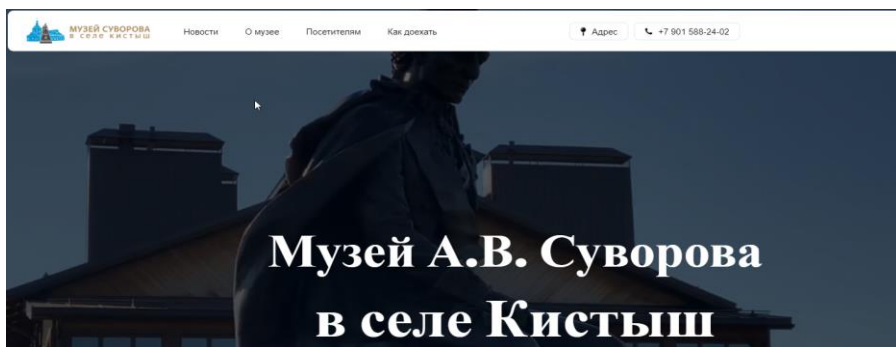 МУЗЕЙ СУВОРОВА
в селе кистыш
Новости О музее Посетителям Как доехать Адрес +7 901 588-24-02
Музей А.В. Суворова
в селе Кистыш